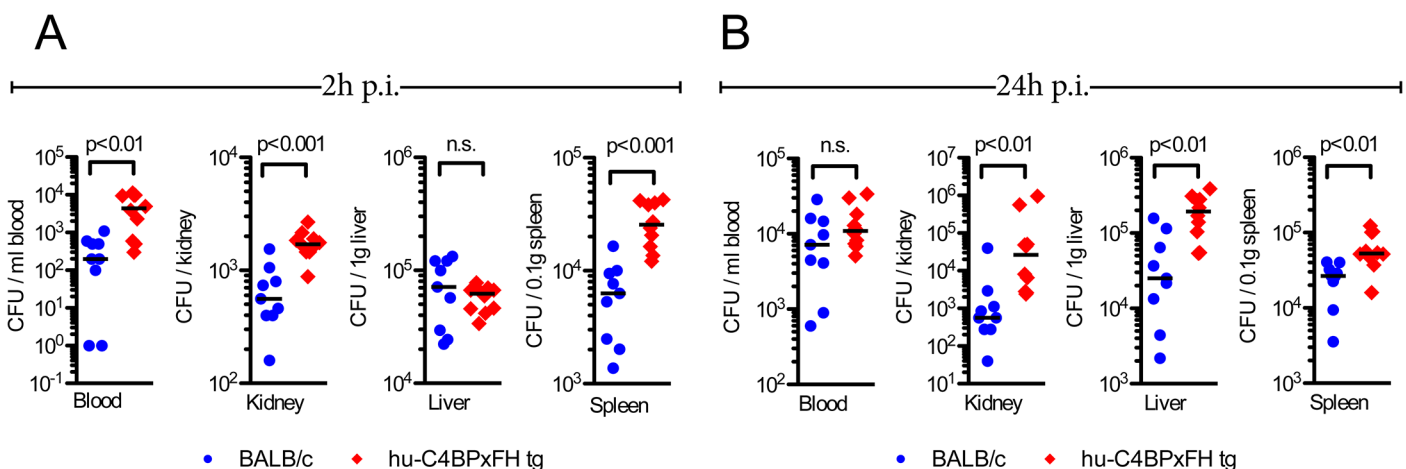 A
B
2h p.i.
24h p.i.
p<0.01
p<0.001
n.s.
p<0.001
n.s.
p<0.01
p<0.01
p<0.01
CFU / ml blood
10^5
10^4
10^3
10^2
10^1
10^0
10^-1
Blood
CFU / kidney
10^4
10^3
10^2
Kidney
CFU / 1g liver
10^6
10^5
10^4
Liver
CFU / 0.1g spleen
10^5
10^4
10^3
Spleen
CFU / ml blood
10^5
10^4
10^3
10^2
Blood
CFU / kidney
10^7
10^6
10^5
10^4
10^3
10^2
10^1
Kidney
CFU / 1g liver
10^6
10^5
10^4
10^3
Liver
CFU / 0.1g spleen
10^6
10^5
10^4
10^3
Spleen
BALB/c hu-C4BPxFH tg
BALB/c hu-C4BPxFH tg